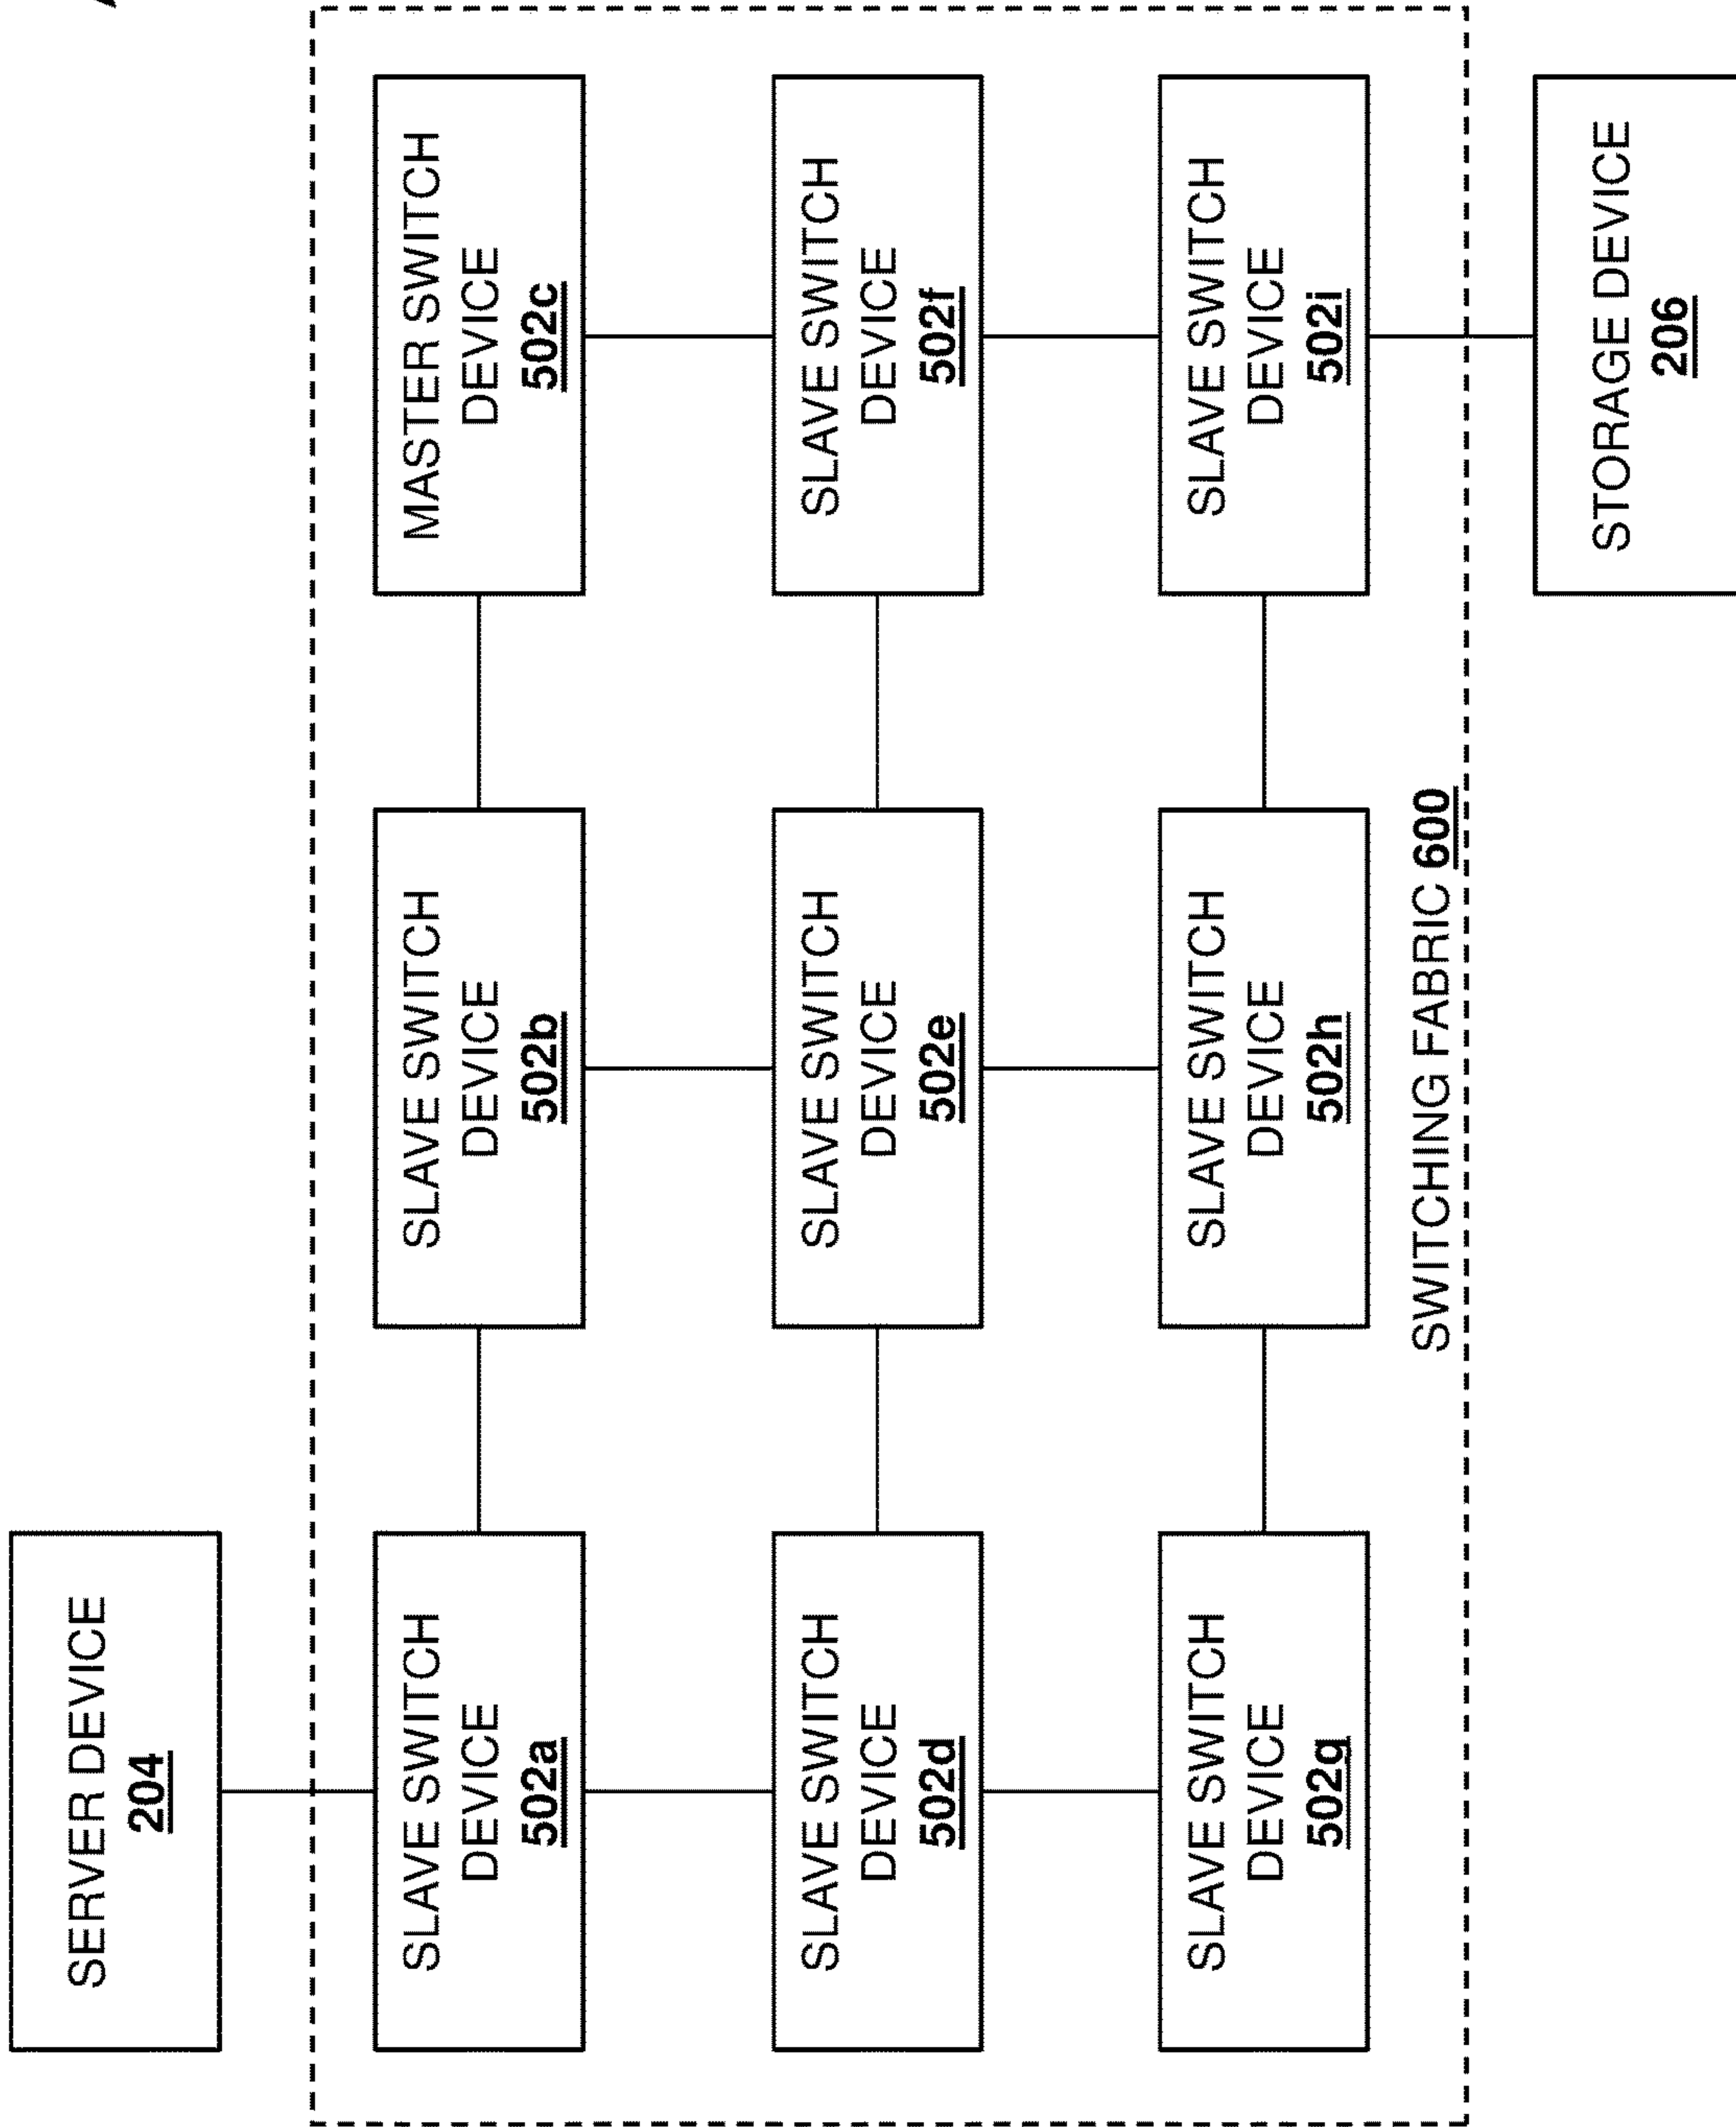 SERVER DEVICE
204
SLAVE SWITCH
DEVICE
502a
SLAVE SWITCH
DEVICE
502b
MASTER SWITCH
DEVICE
502c
SLAVE SWITCH
DEVICE
502d
SLAVE SWITCH
DEVICE
502e
SLAVE SWITCH
DEVICE
502f
SLAVE SWITCH
DEVICE
502g
SLAVE SWITCH
DEVICE
502h
SLAVE SWITCH
DEVICE
502i
SWITCHING FABRIC 600
STORAGE DEVICE
206